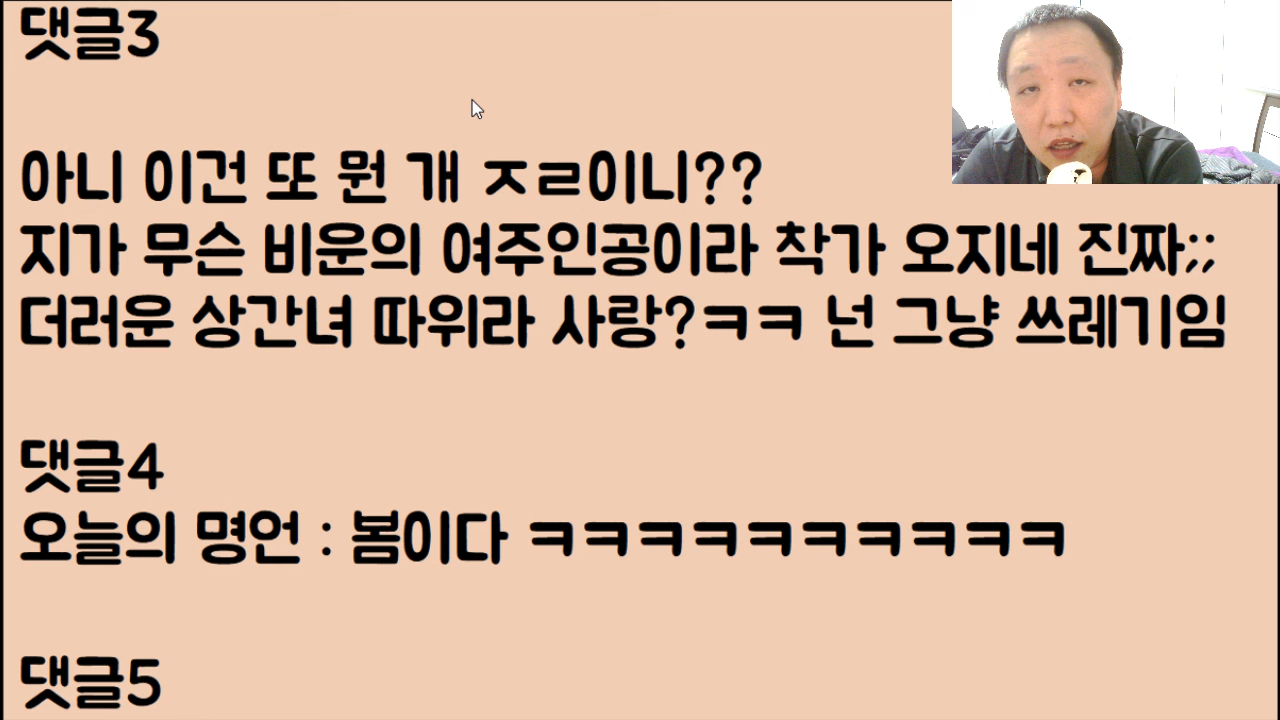 댓글3
아니 이건 또 뭔 개 ㅈㄹ이니??
지가 무슨 비운의 여주인공이라 착가 오지네 진짜;;
더러운 상간녀 따위라 사랑?ㅋㅋ 넌 그냥 쓰레기임
댓글4
오늘의 명언 : 봄이다 ㅋㅋㅋㅋㅋㅋㅋㅋㅋㅋ
댓글5